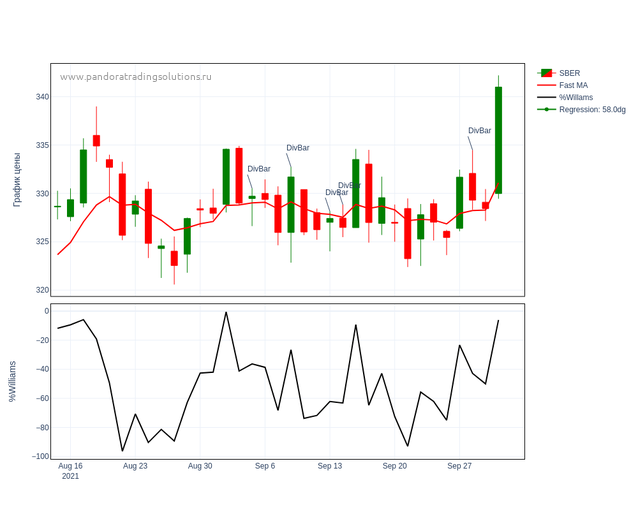 www.pandoratradingsolutions.ru
SBER
Fast MA
%Willams
Regression: 58.0dg
График цены
340
335
330
325
320
DivBar
DivBar
DivBar
DivBar
DivBar
%Williams
0
−20
−40
−60
−80
−100
Aug 16
2021
Aug 23
Aug 30
Sep 6
Sep 13
Sep 20
Sep 27